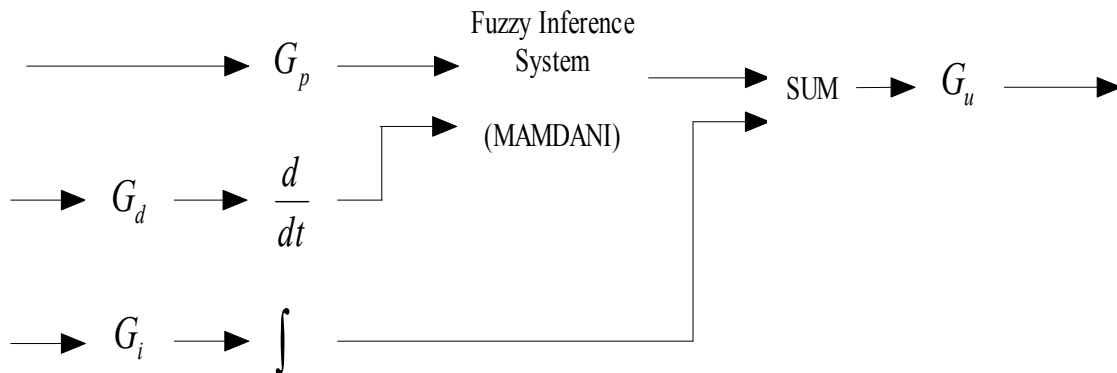 Fuzzy Inference
System
G_p
SUM
G_u
(MAMDANI)
G_d
d
dt
G_i
∫